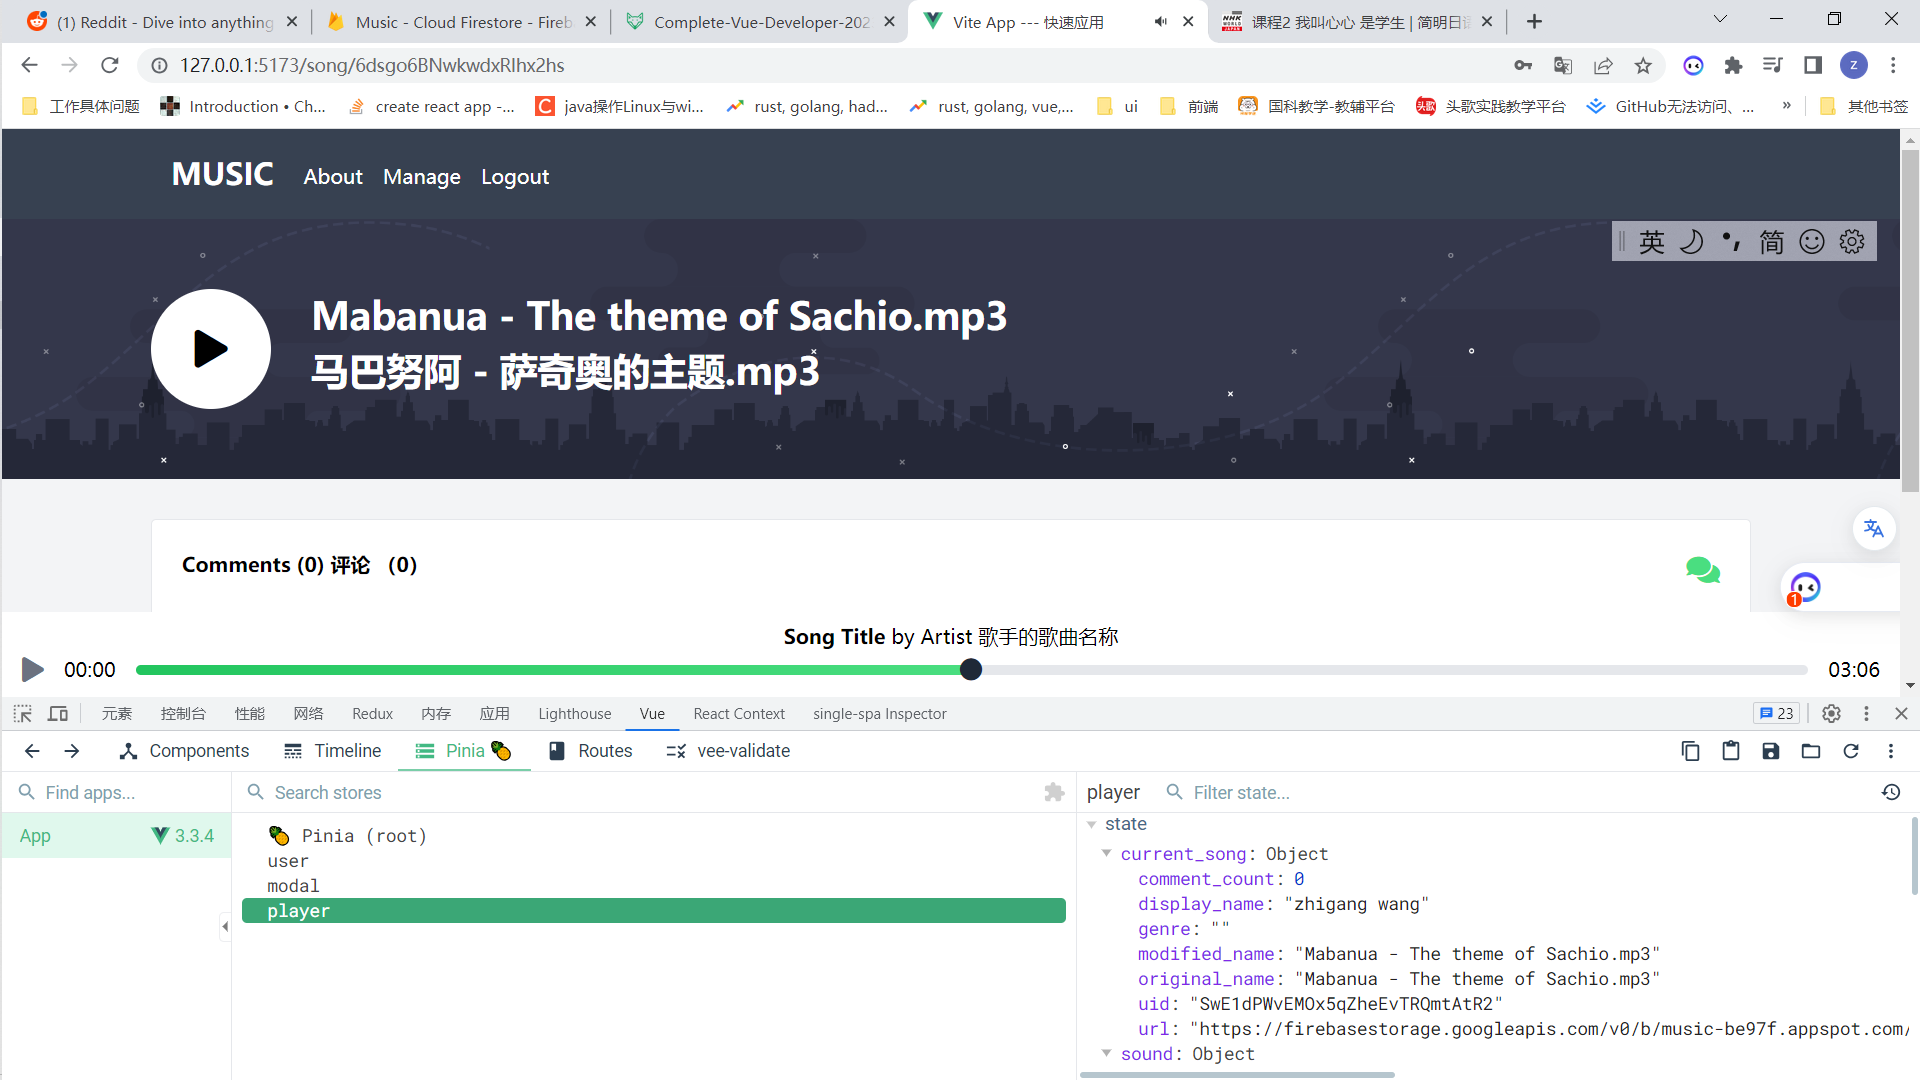 (1) Reddit - Dive into anything
Music - Cloud Firestore - Fireb
Complete-Vue-Developer-202
Vite App --- 快速应用
NHK WORLD JAPAN
课程2 我叫心心 是学生 | 简明日
127.0.0.1:5173/song/6dsgo6BNwkwdxRlhx2hs
Z
工作具体问题
Introduction • Ch...
create react app -...
C
java操作Linux与wi...
rust, golang, had...
rust, golang, vue,...
ui
前端
国科教学-教辅平台
头歌
头歌实践教学平台
GitHub无法访问、...
»
其他书签
MUSIC
About
Manage
Logout
英
简
Mabanua - The theme of Sachio.mp3
马巴努阿 - 萨奇奥的主题.mp3
Comments (0) 评论 （0）
1
Song Title by Artist 歌手的歌曲名称
00:00
03:06
元素
控制台
性能
网络
Redux
内存
应用
Lighthouse
Vue
React Context
single-spa Inspector
23
Components
Timeline
Pinia
Routes
vee-validate
Find apps...
Search stores
player
Filter state...
App
3.3.4
Pinia (root)
user
modal
player
state
current_song: Object
comment_count: 0
display_name: "zhigang wang"
genre: ""
modified_name: "Mabanua - The theme of Sachio.mp3"
original_name: "Mabanua - The theme of Sachio.mp3"
uid: "SwE1dPWvEMOx5qZheEvTRQmtAtR2"
url: "https://firebasestorage.googleapis.com/v0/b/music-be97f.appspot.com/
sound: Object